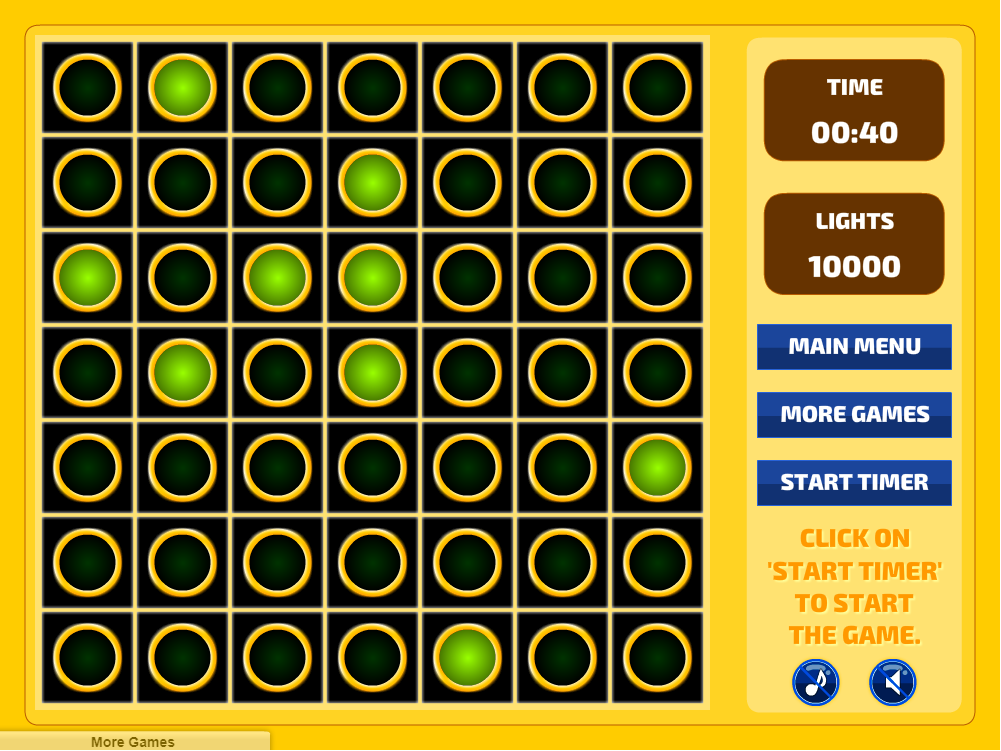 TIME
00:40
LIGHTS
10000
MAIN MENU
MORE GAMES
START TIMER
CLICK ON
'START TIMER'
TO START
THE GAME.
More Games